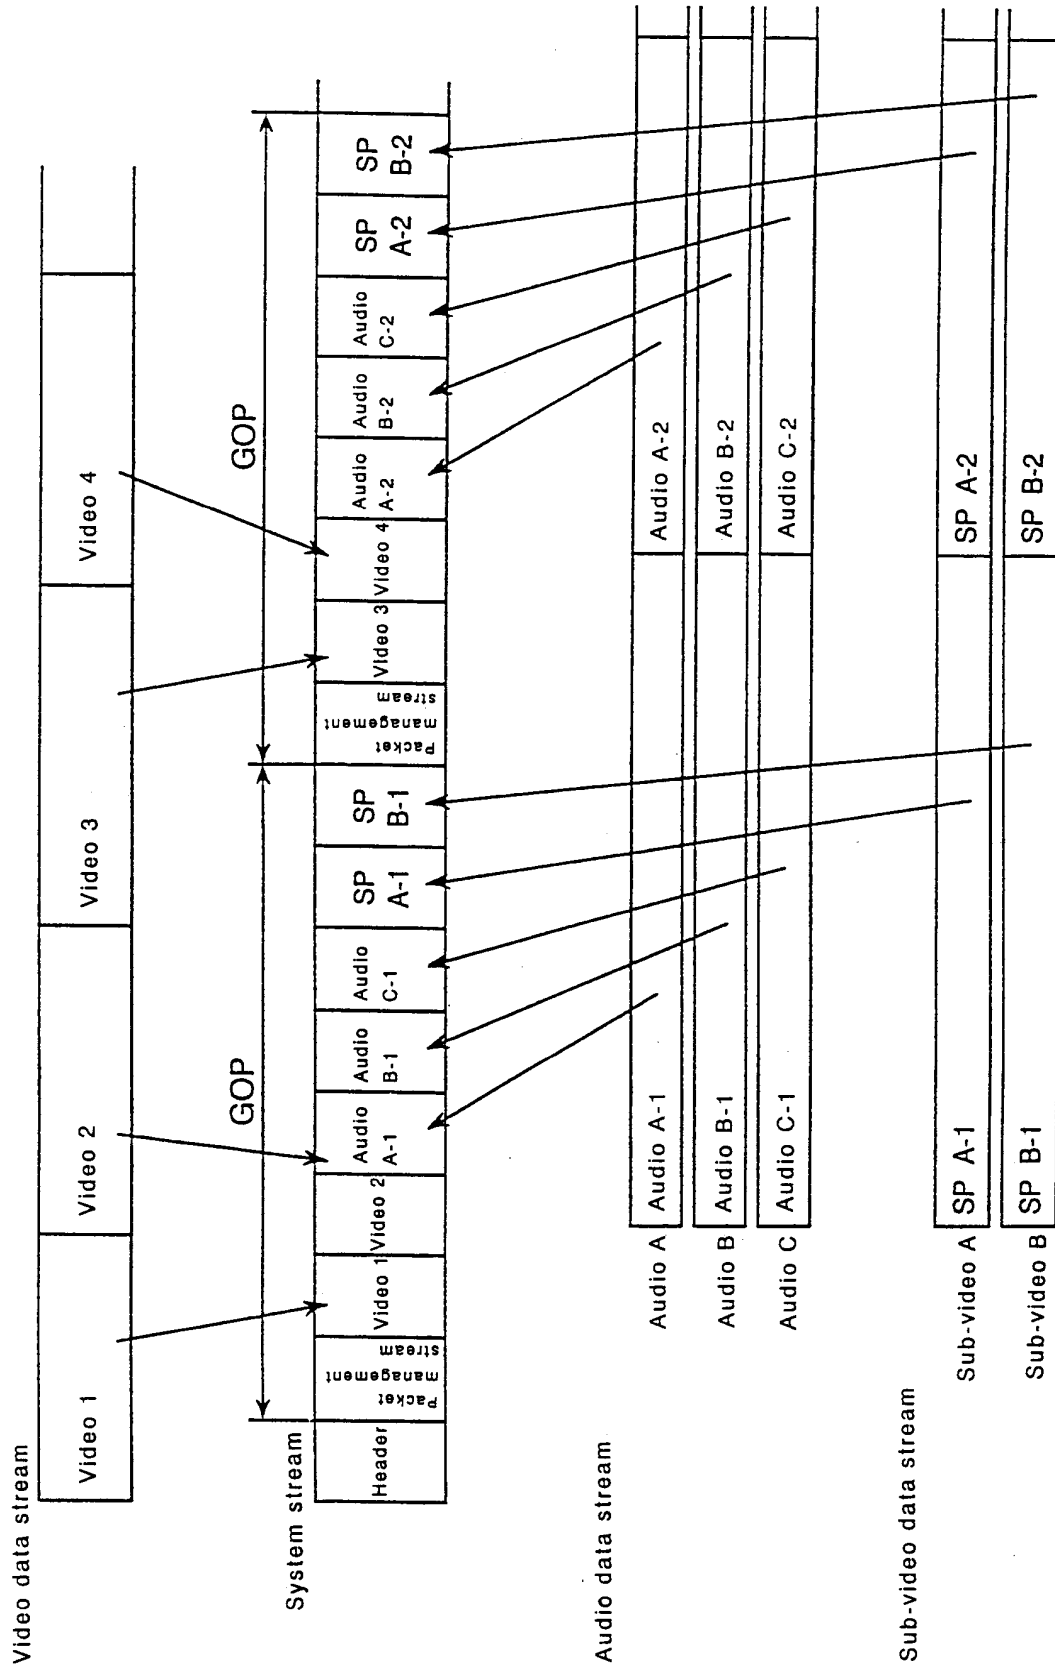 Video data stream
Video 1
Video 2
Video 3
Video 4
System stream
GOP
GOP
Header
Packet
management
stream
Video 1
Video 2
Audio
A-1
Audio
B-1
Audio
C-1
SP
A-1
SP
B-1
Packet
management
stream
Video 3
Video 4
Audio
A-2
Audio
B-2
Audio
C-2
SP
A-2
SP
B-2
Audio data stream
Audio A
Audio A-1
Audio A-2
Audio B
Audio B-1
Audio B-2
Audio C
Audio C-1
Audio C-2
Sub-video data stream
Sub-video A
SP A-1
SP A-2
Sub-video B
SP B-1
SP B-2